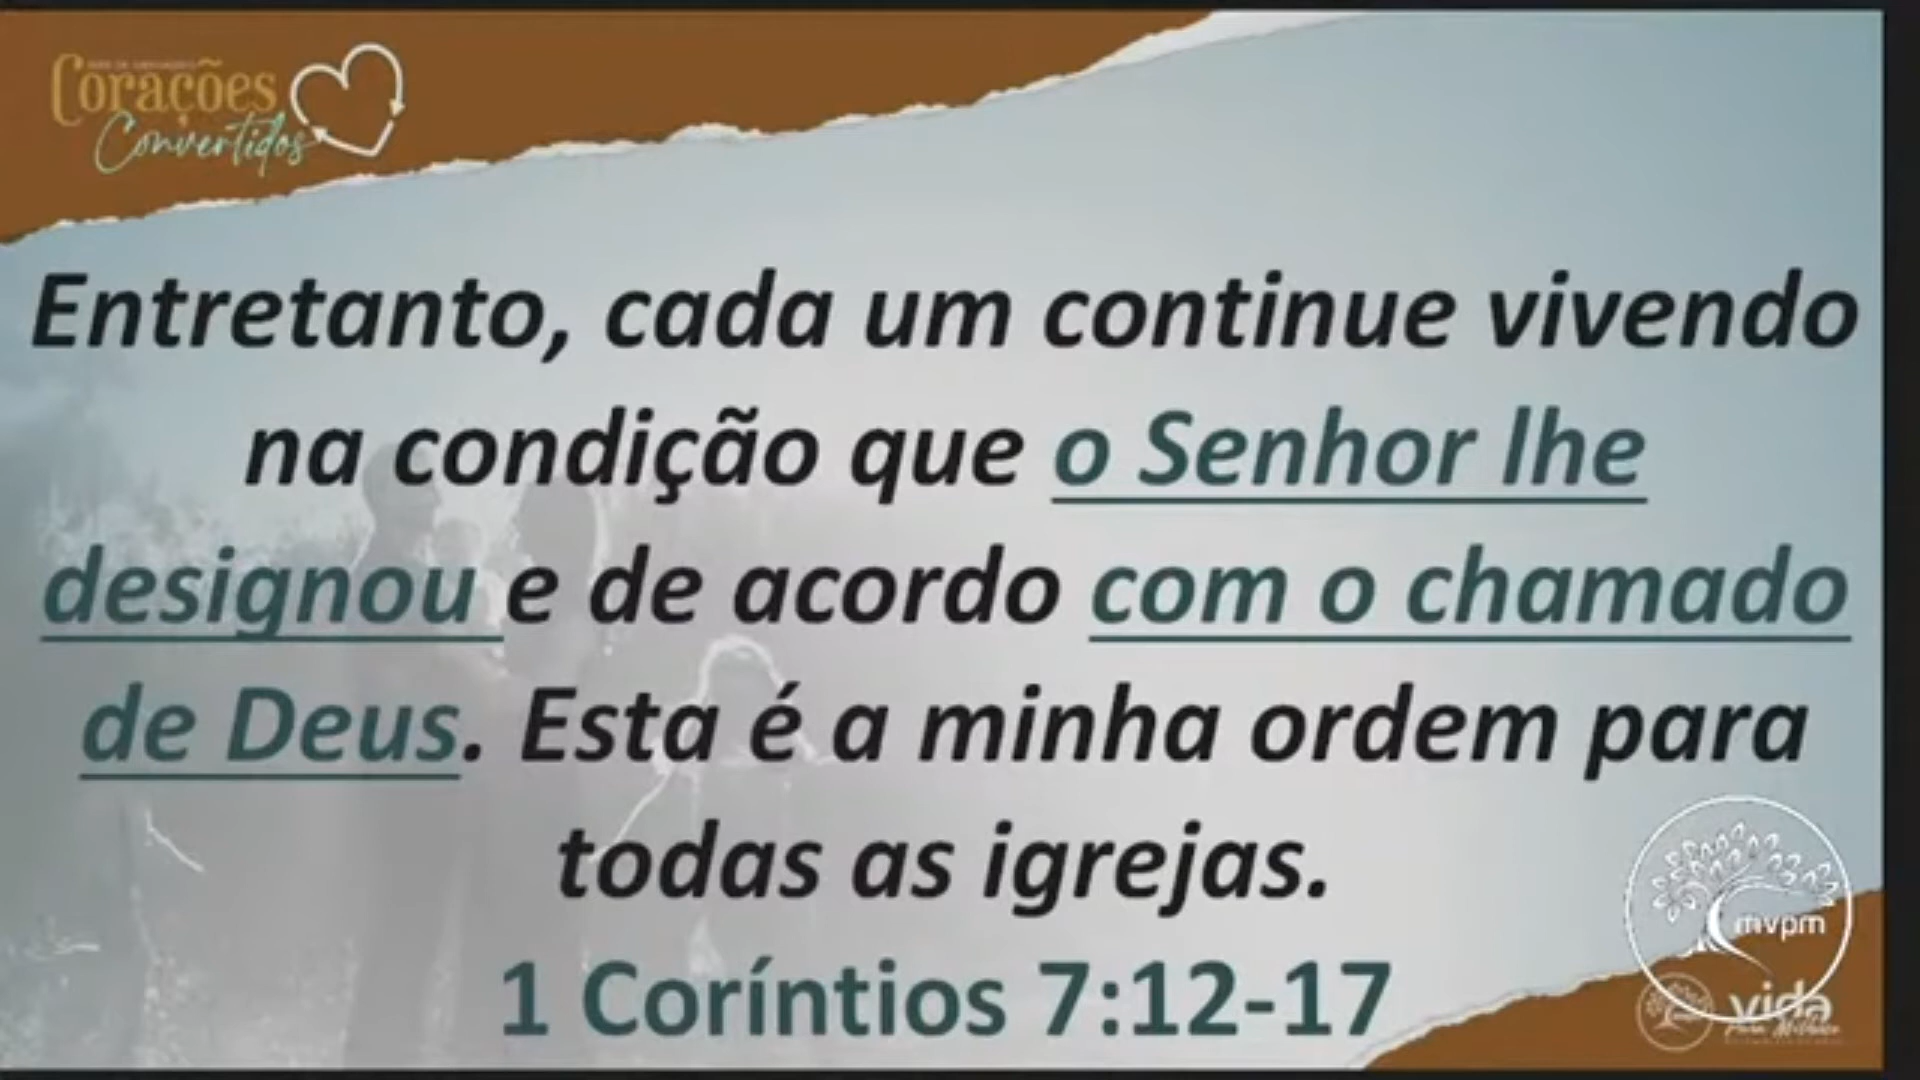 Corações
Convertidos
Entretanto, cada um continue vivendo
na condição que o Senhor lhe
designou e de acordo com o chamado
de Deus. Esta é a minha ordem para
todas as igrejas.
1 Coríntios 7:12-17
mvpm
vida